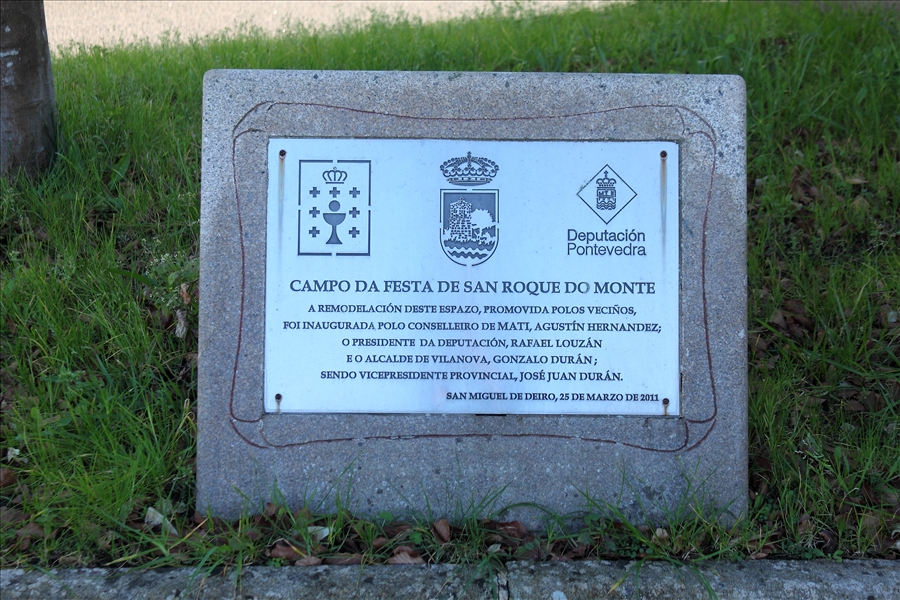 Deputación
Pontevedra
CAMPO DA FESTA DE SAN ROQUE DO MONTE
A REMODELACIÓN DESTE ESPAZO, PROMOVIDA POLOS VECIÑOS,
FOI INAUGURADA POLO CONSELLEIRO DE MATI, AGUSTÍN HERNANDEZ;
O PRESIDENTE DA DEPUTACIÓN, RAFAEL LOUZÁN
E O ALCALDE DE VILANOVA, GONZALO DURÁN;
SENDO VICEPRESIDENTE PROVINCIAL, JOSÉ JUAN DURÁN.
SAN MIGUEL DE DEIRO, 25 DE MARZO DE 2011